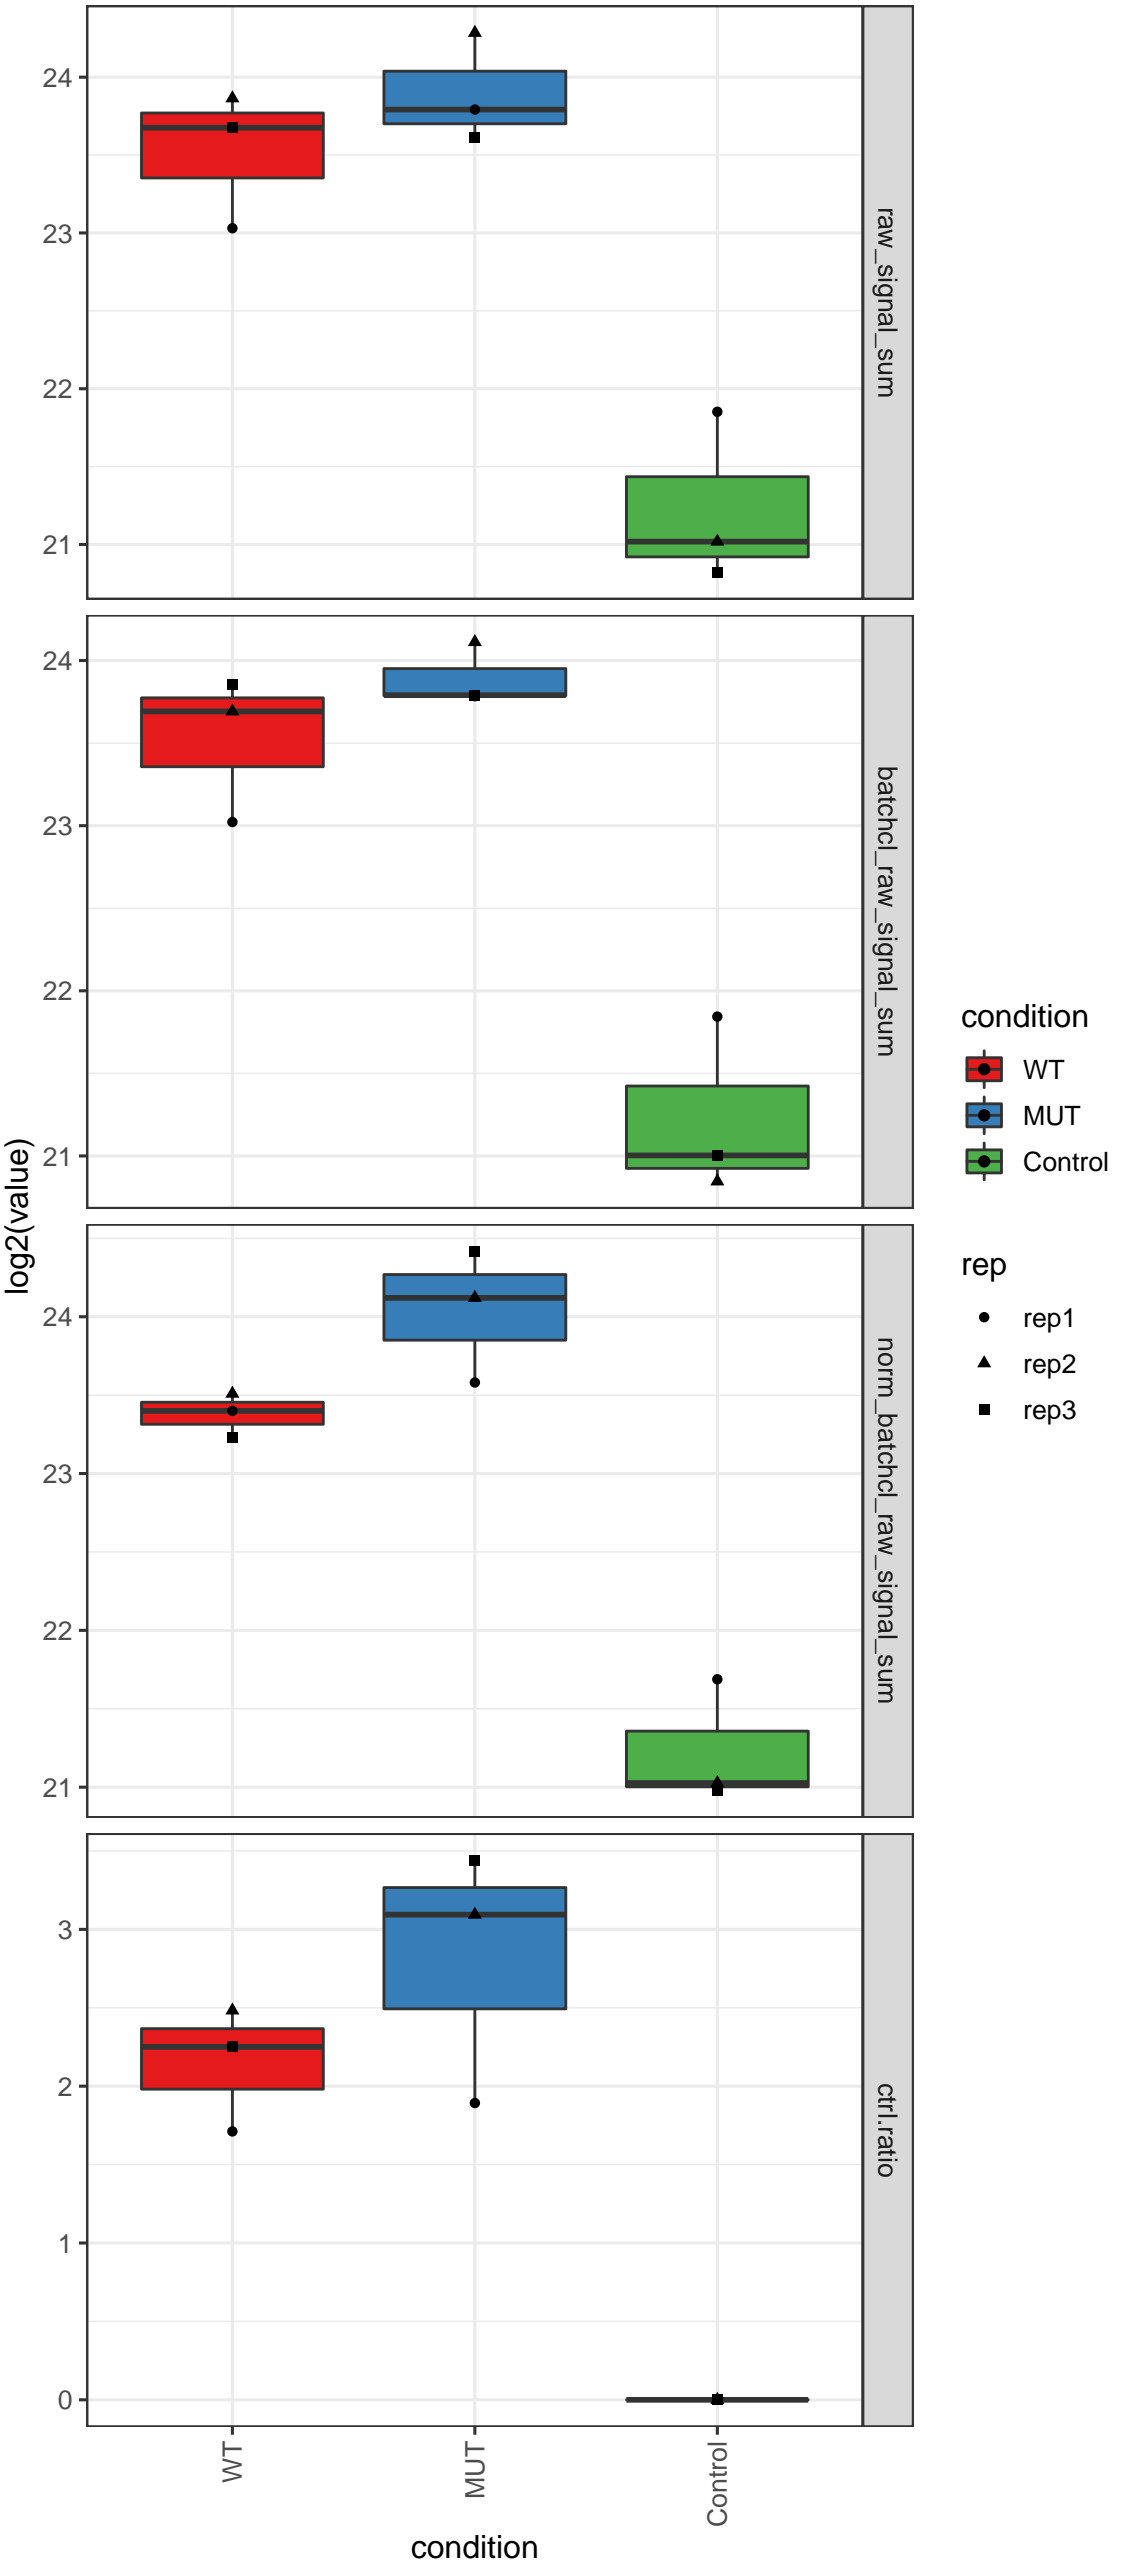 log2(value)
24
23
22
21
raw_signal_sum
24
23
22
21
batchcl_raw_signal_sum
24
23
22
21
norm_batchcl_raw_signal_sum
3
2
1
0
ctrl.ratio
WT
MUT
Control
condition
condition
WT
MUT
Control
rep
rep1
rep2
rep3